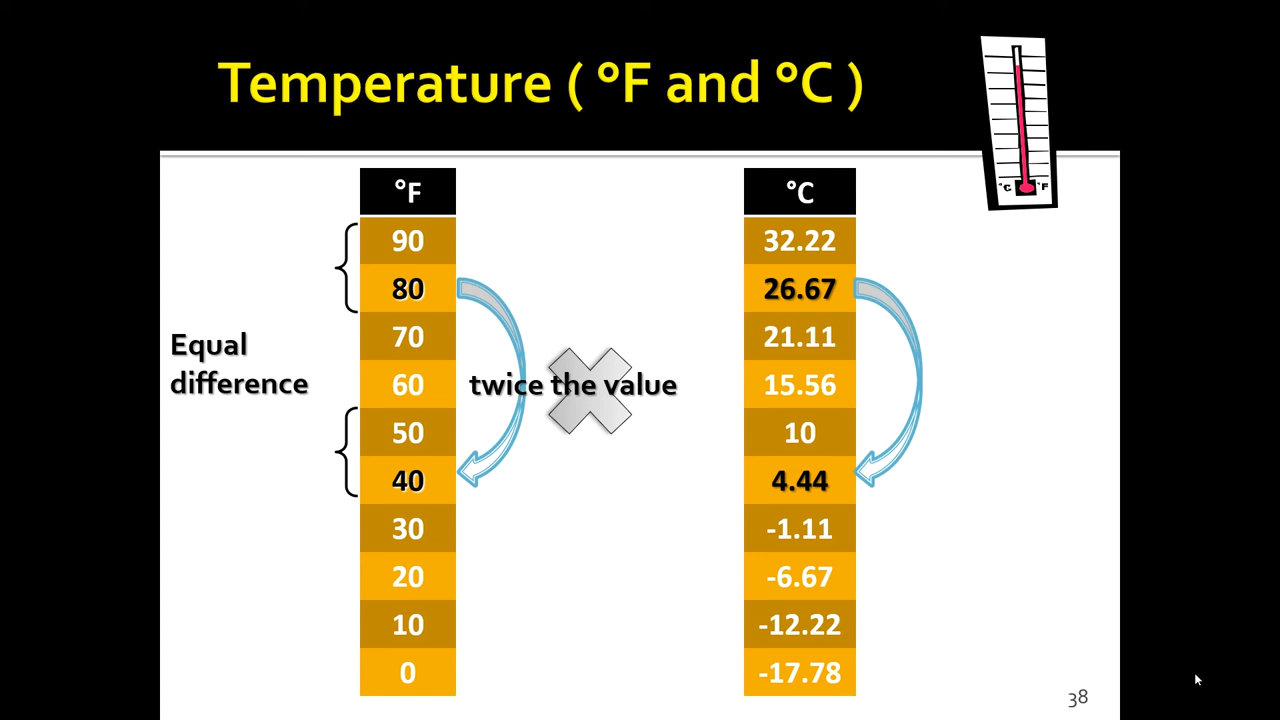 Temperature ( °F and °C )
°C °F
°F °C
90 32.22
80 26.67
70 21.11
Equal
difference
60 twice the value 15.56
50 10
40 4.44
30 -1.11
20 -6.67
10 -12.22
0 -17.78
38